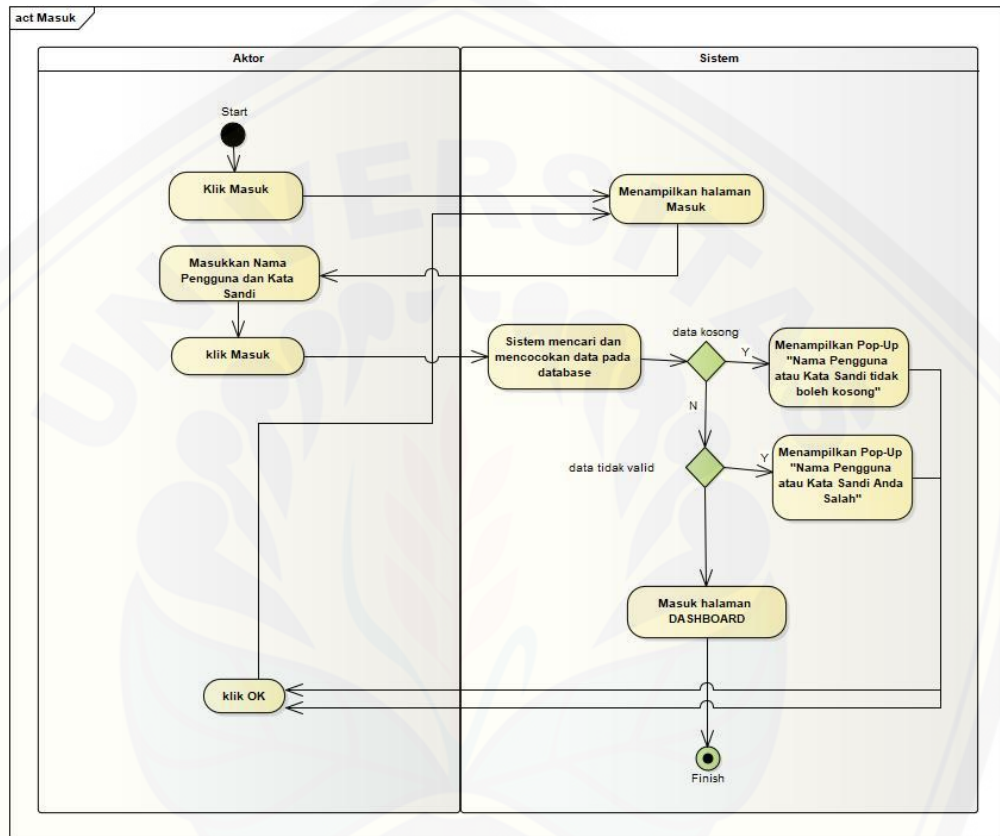 act Masuk
Aktor
Sistem
Start
Klik Masuk
Menampilkan halaman
Masuk
Masukkan Nama
Pengguna dan Kata
Sandi
klik Masuk
Sistem mencari dan
mencocokan data pada
database
data kosong
Y
Menampilkan Pop-Up
"Nama Pengguna
atau Kata Sandi tidak
boleh kosong"
N
data tidak valid
Y
Menampilkan Pop-Up
"Nama Pengguna
atau Kata Sandi Anda
Salah"
Masuk halaman
DASHBOARD
klik OK
Finish
UNIVERSITAS